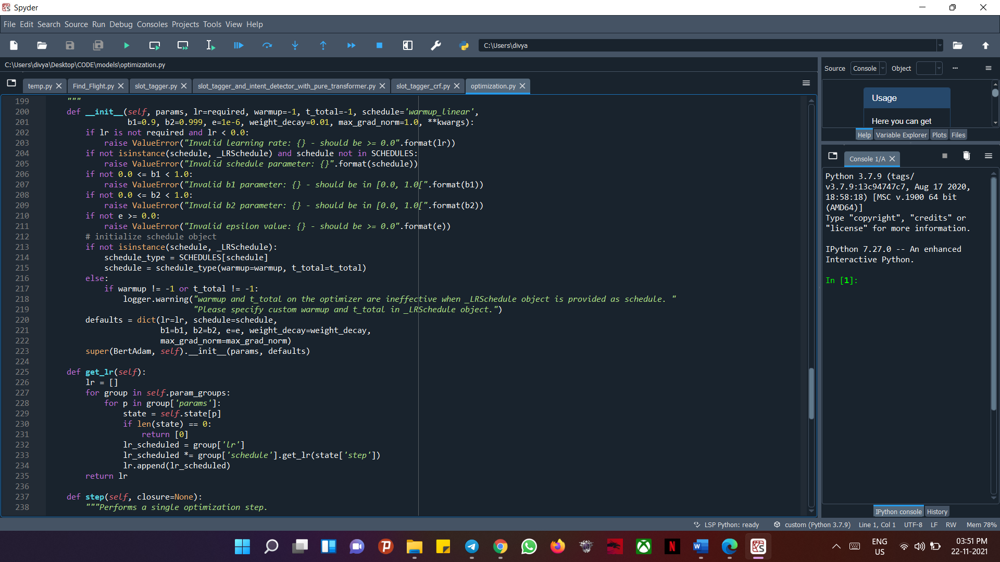 Spyder
File Edit Search Source Run Debug Consoles Projects Tools View Help
C:\Users\divya
C:\Users\divya\Desktop\CODE\models\optimization.py
temp.py Find_Flight.py slot_tagger.py slot_tagger_and_intent_detector_with_pure_transformer.py slot_tagger_crf.py optimization.py
199 """
200 def __init__(self, params, lr=required, warmup=-1, t_total=-1, schedule='warmup_linear',
201 b1=0.9, b2=0.999, e=1e-6, weight_decay=0.01, max_grad_norm=1.0, **kwargs):
202 if lr is not required and lr < 0.0:
203 raise ValueError("Invalid learning rate: {} - should be >= 0.0".format(lr))
204 if not isinstance(schedule, _LRSchedule) and schedule not in SCHEDULES:
205 raise ValueError("Invalid schedule parameter: {}".format(schedule))
206 if not 0.0 <= b1 < 1.0:
207 raise ValueError("Invalid b1 parameter: {} - should be in [0.0, 1.0[".format(b1))
208 if not 0.0 <= b2 < 1.0:
209 raise ValueError("Invalid b2 parameter: {} - should be in [0.0, 1.0[".format(b2))
210 if not e >= 0.0:
211 raise ValueError("Invalid epsilon value: {} - should be >= 0.0".format(e))
212 # initialize schedule object
213 if not isinstance(schedule, _LRSchedule):
214 schedule_type = SCHEDULES[schedule]
215 schedule = schedule_type(warmup=warmup, t_total=t_total)
216 else:
217 if warmup != -1 or t_total != -1:
218 logger.warning("warmup and t_total on the optimizer are ineffective when _LRSchedule object is provided as schedule. "
219 "Please specify custom warmup and t_total in _LRSchedule object.")
220 defaults = dict(lr=lr, schedule=schedule,
221 b1=b1, b2=b2, e=e, weight_decay=weight_decay,
222 max_grad_norm=max_grad_norm)
223 super(BertAdam, self).__init__(params, defaults)
224
225 def get_lr(self):
226 lr = []
227 for group in self.param_groups:
228 for p in group['params']:
229 state = self.state[p]
230 if len(state) == 0:
231 return [0]
232 lr_scheduled = group['lr']
233 lr_scheduled *= group['schedule'].get_lr(state['step'])
234 lr.append(lr_scheduled)
235 return lr
236
237 def step(self, closure=None):
238 """Performs a single optimization step.
Source Console Object
Usage
Here you can get
Help Variable Explorer Plots Files
Console 1/A
Python 3.7.9 (tags/
v3.7.9:13c94747c7, Aug 17 2020,
18:58:18) [MSC v.1900 64 bit
(AMD64)]
Type "copyright", "credits" or
"license" for more information.
IPython 7.27.0 -- An enhanced
Interactive Python.
In [1]:
IPython console History
LSP Python: ready custom (Python 3.7.9) Line 1, Col 1 UTF-8 LF RW Mem 78%
ENG
US
03:51 PM
22-11-2021